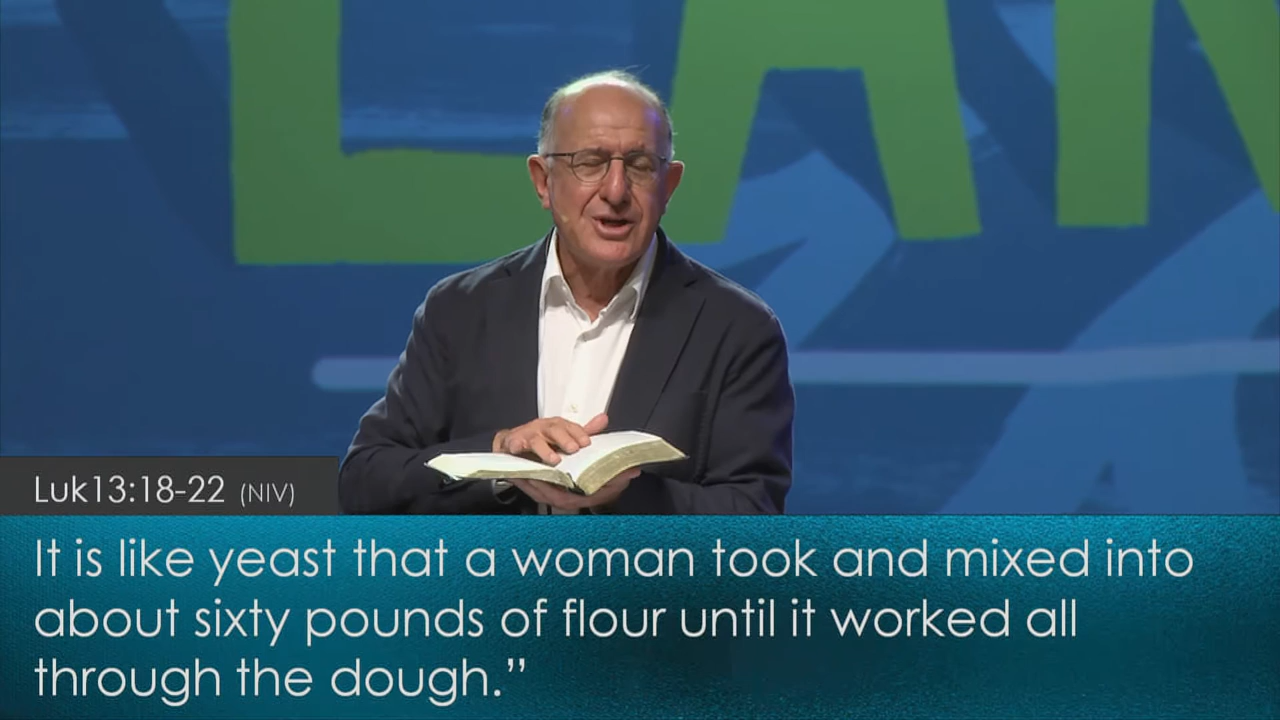 LAN
Luk13:18-22 (NIV)
It is like yeast that a woman took and mixed into
about sixty pounds of flour until it worked all
through the dough.”